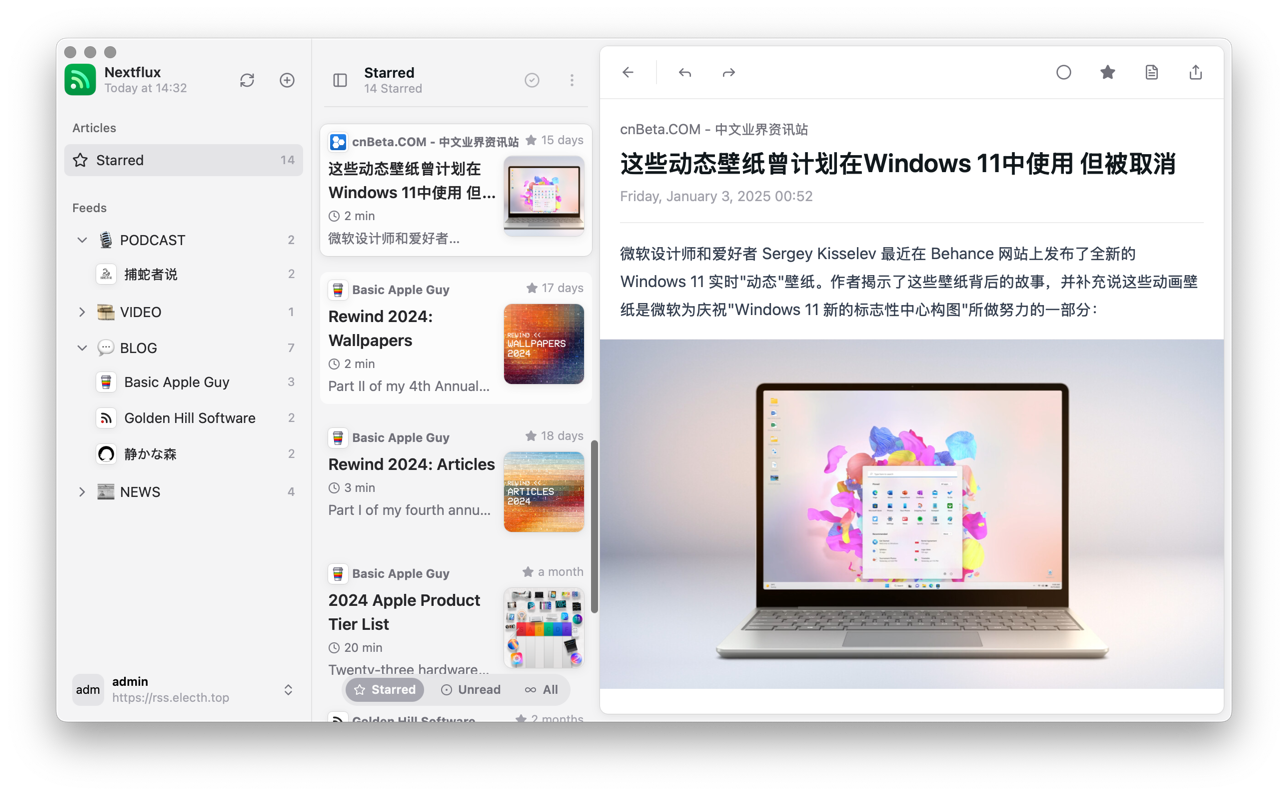 Nextflux
Today at 14:32
Articles
Starred 14
Feeds
PODCAST 2
捕蛇者说 2
VIDEO 1
BLOG 7
Basic Apple Guy 3
Golden Hill Software 2
静かな森 2
NEWS 4
adm
admin
https://rss.electh.top
Starred
14 Starred
cnBeta.COM - 中文业界资讯站 15 days
这些动态壁纸曾计划在
Windows 11中使用 但...
2 min
微软设计师和爱好者...
Basic Apple Guy 17 days
Rewind 2024:
Wallpapers
2 min
Part II of my 4th Annual...
REWIND <<
WALLPAPERS
2024
Basic Apple Guy 18 days
Rewind 2024: Articles
3 min
Part I of my fourth annu...
REWIND <<
ARTICLES
2024
Basic Apple Guy a month
2024 Apple Product
Tier List
20 min
Twenty-three hardware...
Starred Unread All
Golden Hill Software 2 months
cnBeta.COM - 中文业界资讯站
这些动态壁纸曾计划在Windows 11中使用 但被取消
Friday, January 3, 2025 00:52
微软设计师和爱好者 Sergey Kisselev 最近在 Behance 网站上发布了全新的
Windows 11 实时"动态"壁纸。作者揭示了这些壁纸背后的故事，并补充说这些动画壁
纸是微软为庆祝"Windows 11 新的标志性中心构图"所做努力的一部分：